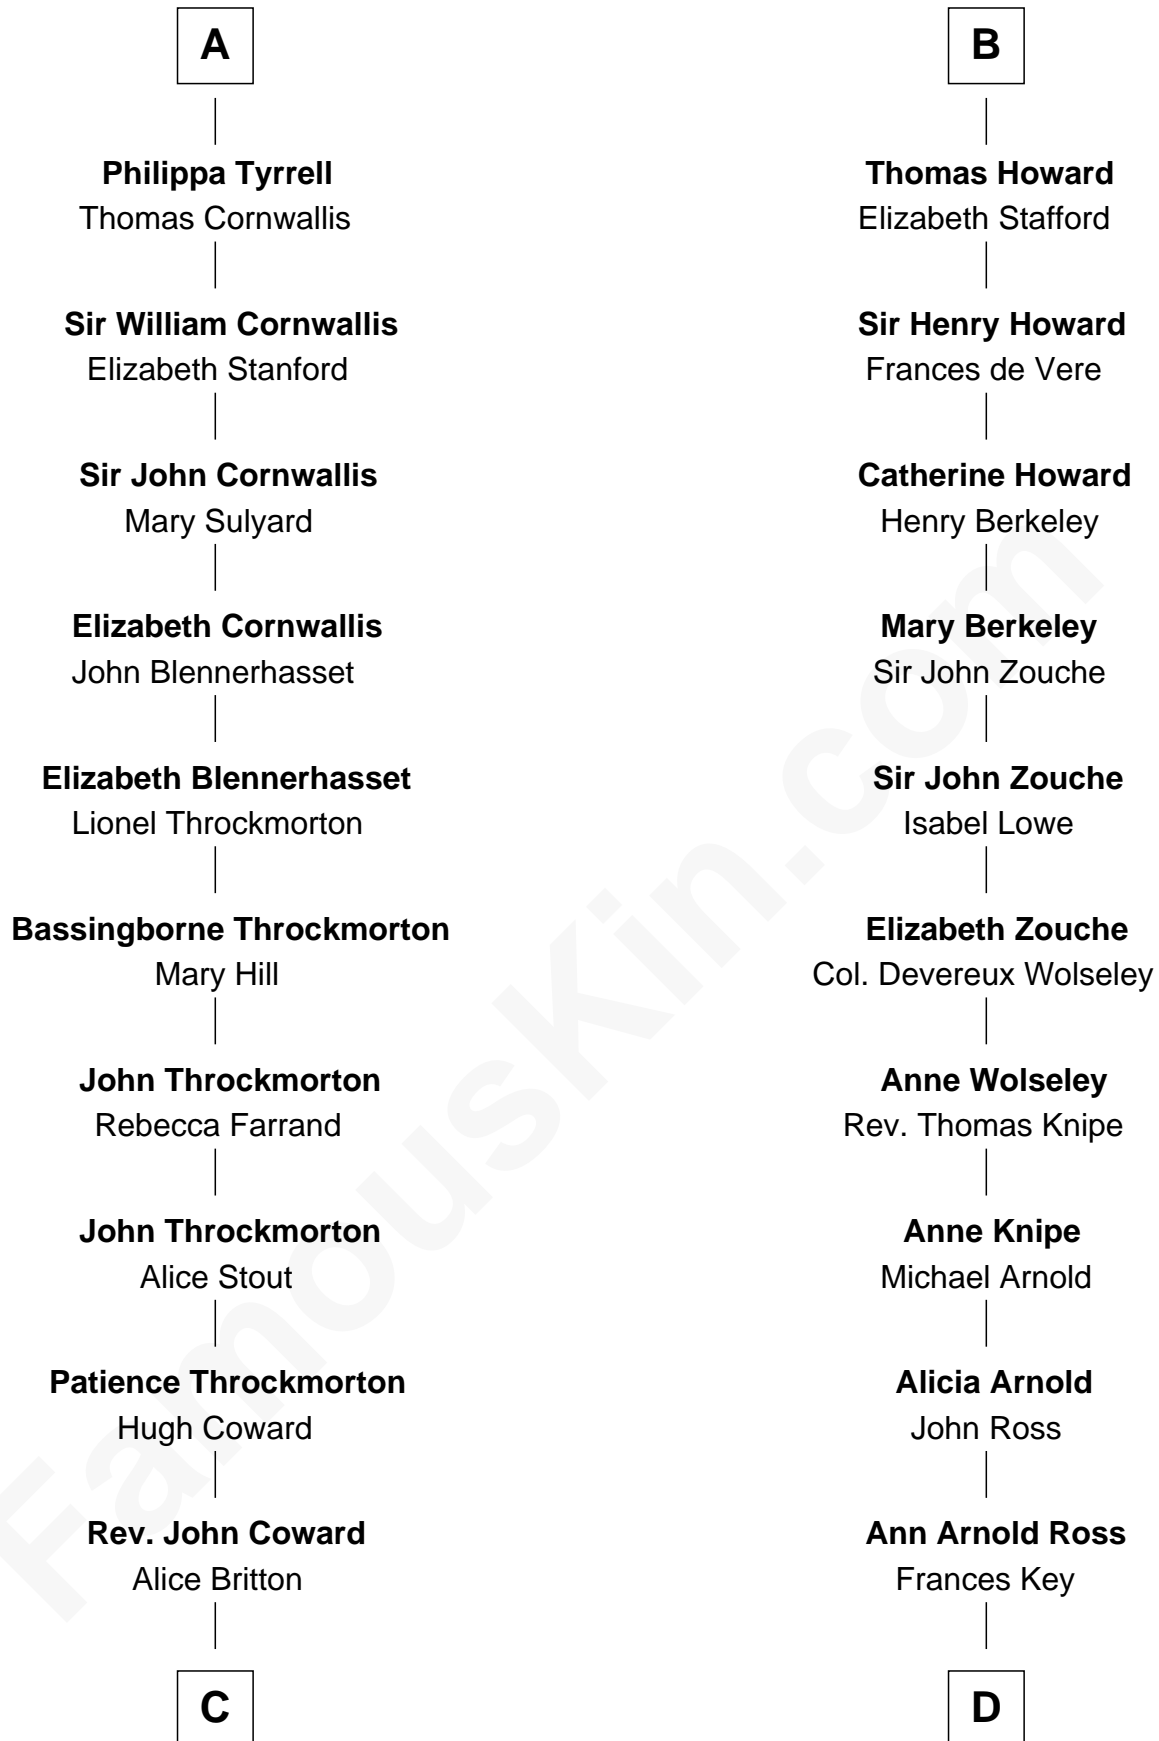 A
Philippa Tyrrell
Thomas Cornwallis
Sir William Cornwallis
Elizabeth Stanford
Sir John Cornwallis
Mary Sulyard
Elizabeth Cornwallis
John Blennerhasset
Elizabeth Blennerhasset
Lionel Throckmorton
Bassingborne Throckmorton
Mary Hill
John Throckmorton
Rebecca Farrand
John Throckmorton
Alice Stout
Patience Throckmorton
Hugh Coward
Rev. John Coward
Alice Britton
C
B
Thomas Howard
Elizabeth Stafford
Sir Henry Howard
Frances de Vere
Catherine Howard
Henry Berkeley
Mary Berkeley
Sir John Zouche
Sir John Zouche
Isabel Lowe
Elizabeth Zouche
Col. Devereux Wolseley
Anne Wolseley
Rev. Thomas Knipe
Anne Knipe
Michael Arnold
Alicia Arnold
John Ross
Ann Arnold Ross
Frances Key
D
FamousKin.com